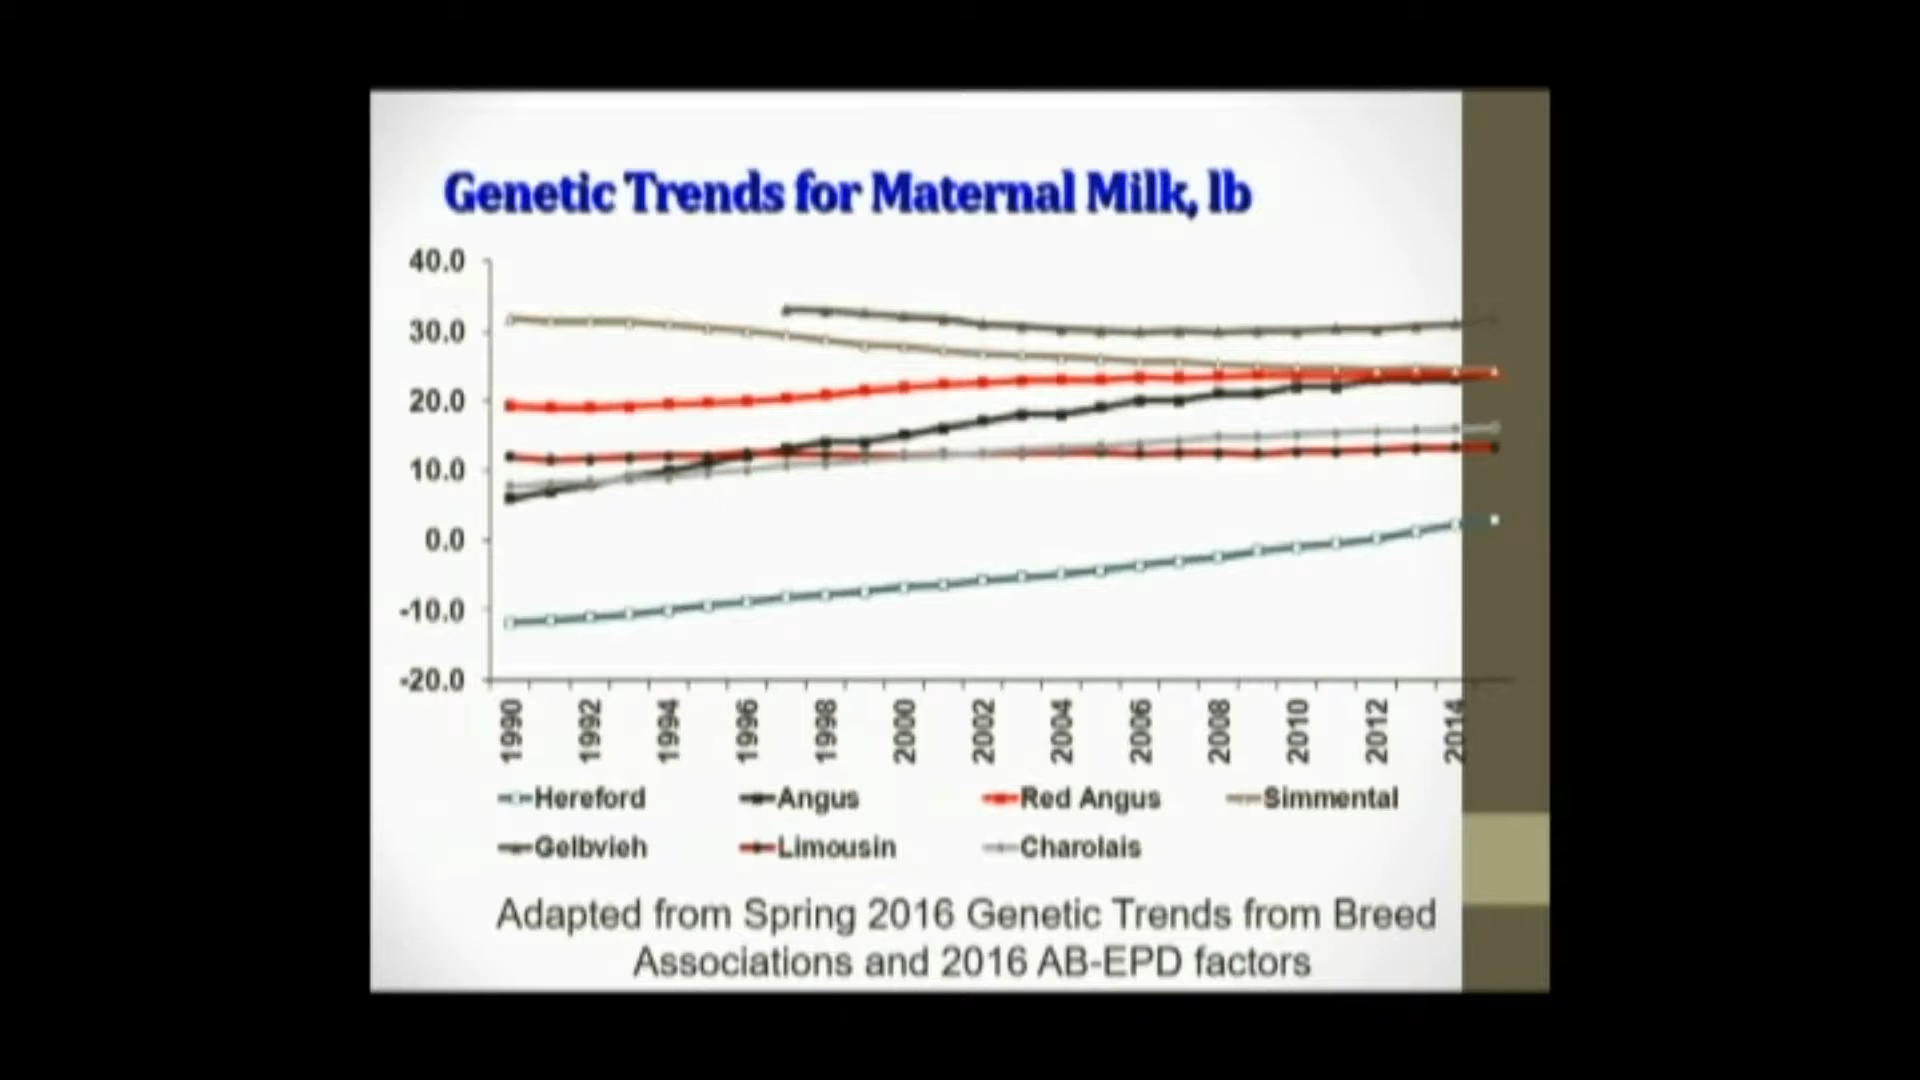 Genetic Trends for Maternal Milk, lb
40.0
30.0
20.0
10.0
0.0
-10.0
-20.0
1990 1992 1994 1996 1998 2000 2002 2004 2006 2008 2010 2012 2014
Hereford Angus Red Angus Simmental
Gelbvieh Limousin Charolais
Adapted from Spring 2016 Genetic Trends from Breed
Associations and 2016 AB-EPD factors